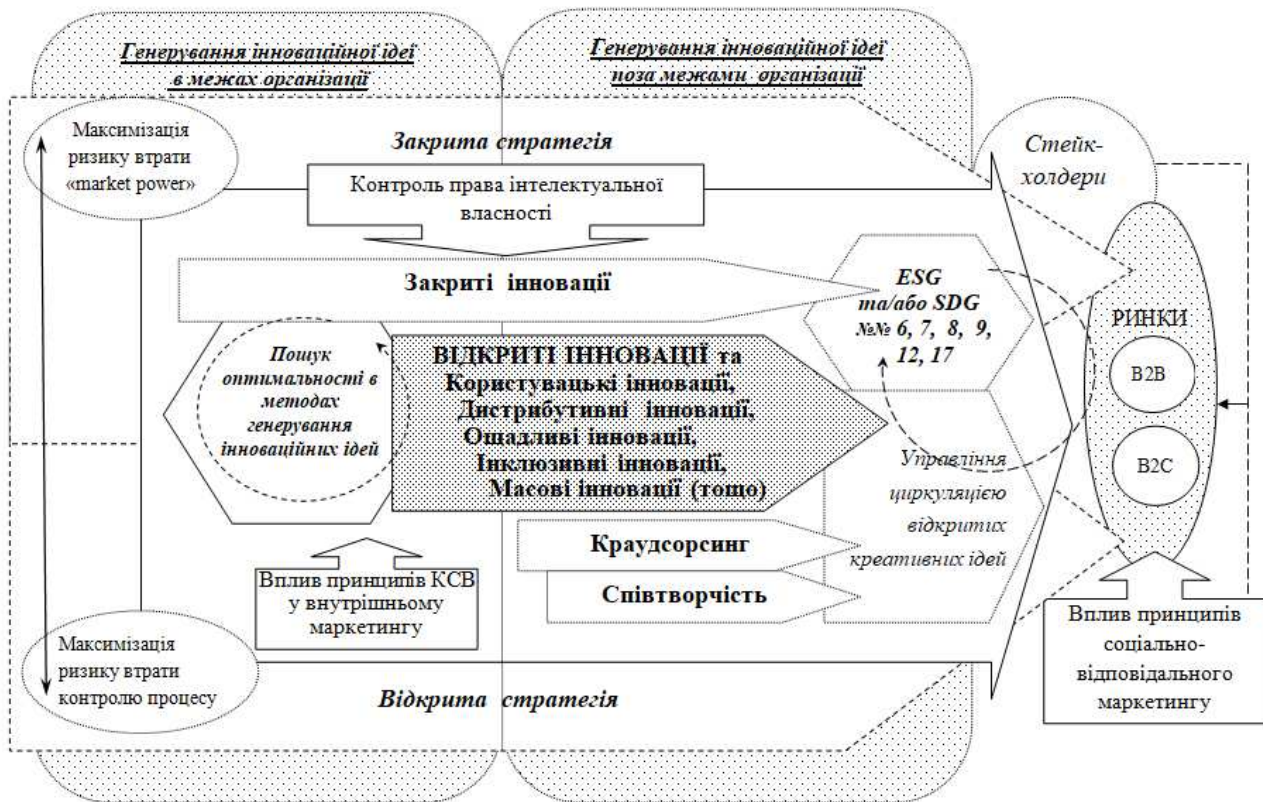 Генерування інноваційної ідеї
в межах організації
Генерування інноваційної ідеї
поза межами організації
Максимізація
ризику втрати
«market power»
Закрита стратегія
Контроль права інтелектуальної
власності
Стейк-
холдери
Закриті інновації
ESG
та/або SDG
№№ 6, 7, 8, 9,
12, 17
РИНКИ
B2B
B2C
Пошук
оптимальності в
методах
генерування
інноваційних ідей
ВІДКРИТІ ІННОВАЦІЇ та
Користувацькі інновації,
Дистрибутивні інновації,
Ощадливі інновації,
Інклюзивні інновації,
Масові інновації (тощо)
Управління
циркуляцією
відкритих
креативних ідей
Краудсорсинг
Співтворчість
Вплив принципів КСВ
у внутрішньому
маркетингу
Максимізація
ризику втрати
контролю процесу
Відкрита стратегія
Вплив принципів
соціально-
відповідального
маркетингу